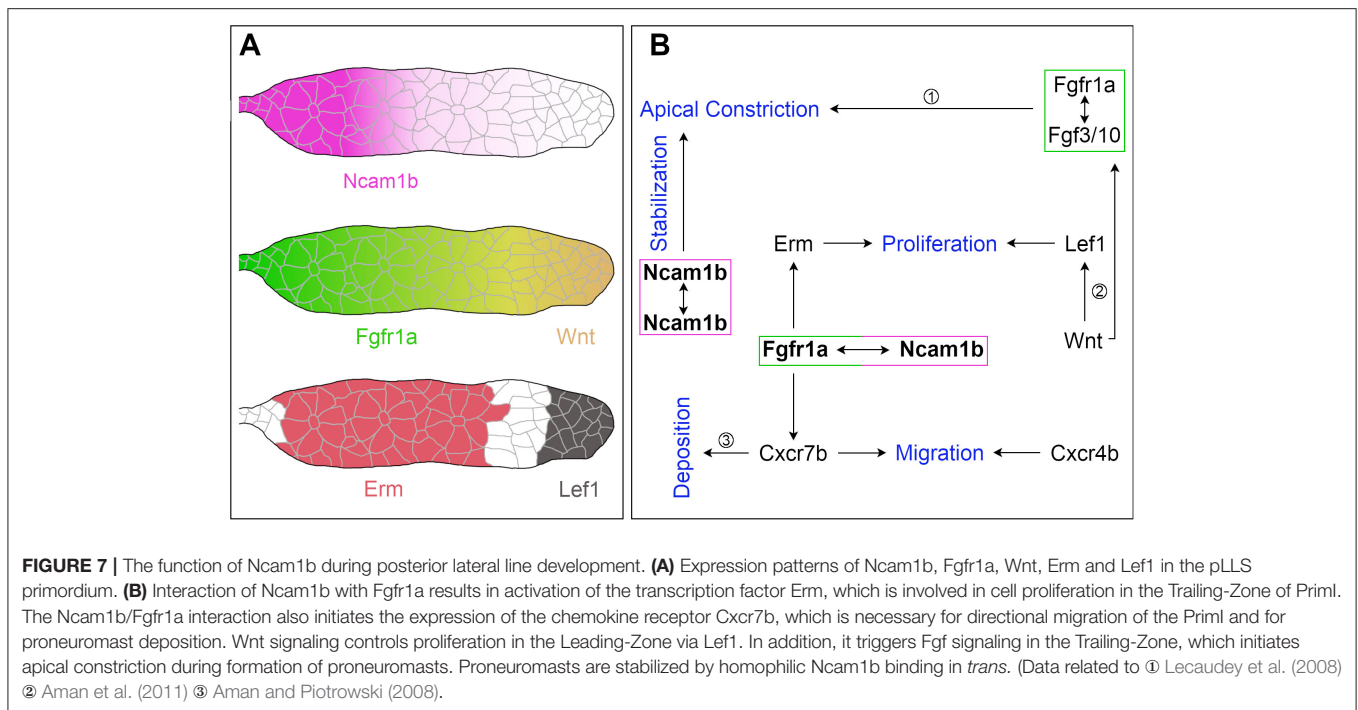 A
Ncam1b
Fgfr1a
Wnt
Erm
Lef1
B
Fgfr1a
Fgf3/10
①
Apical Constriction
Stabilization
Ncam1b
Ncam1b
Erm
Proliferation
Lef1
②
Wnt
Fgfr1a
Ncam1b
Deposition
③
Cxcr7b
Migration
Cxcr4b
FIGURE 7 | The function of Ncam1b during posterior lateral line development. (A) Expression patterns of Ncam1b, Fgfr1a, Wnt, Erm and Lef1 in the pLLS
primordium. (B) Interaction of Ncam1b with Fgfr1a results in activation of the transcription factor Erm, which is involved in cell proliferation in the Trailing-Zone of PrimI.
The Ncam1b/Fgfr1a interaction also initiates the expression of the chemokine receptor Cxcr7b, which is necessary for directional migration of the PrimI and for
proneuromast deposition. Wnt signaling controls proliferation in the Leading-Zone via Lef1. In addition, it triggers Fgf signaling in the Trailing-Zone, which initiates
apical constriction during formation of proneuromasts. Proneuromasts are stabilized by homophilic Ncam1b binding in trans. (Data related to ① Lecaudey et al. (2008)
② Aman et al. (2011) ③ Aman and Piotrowski (2008).